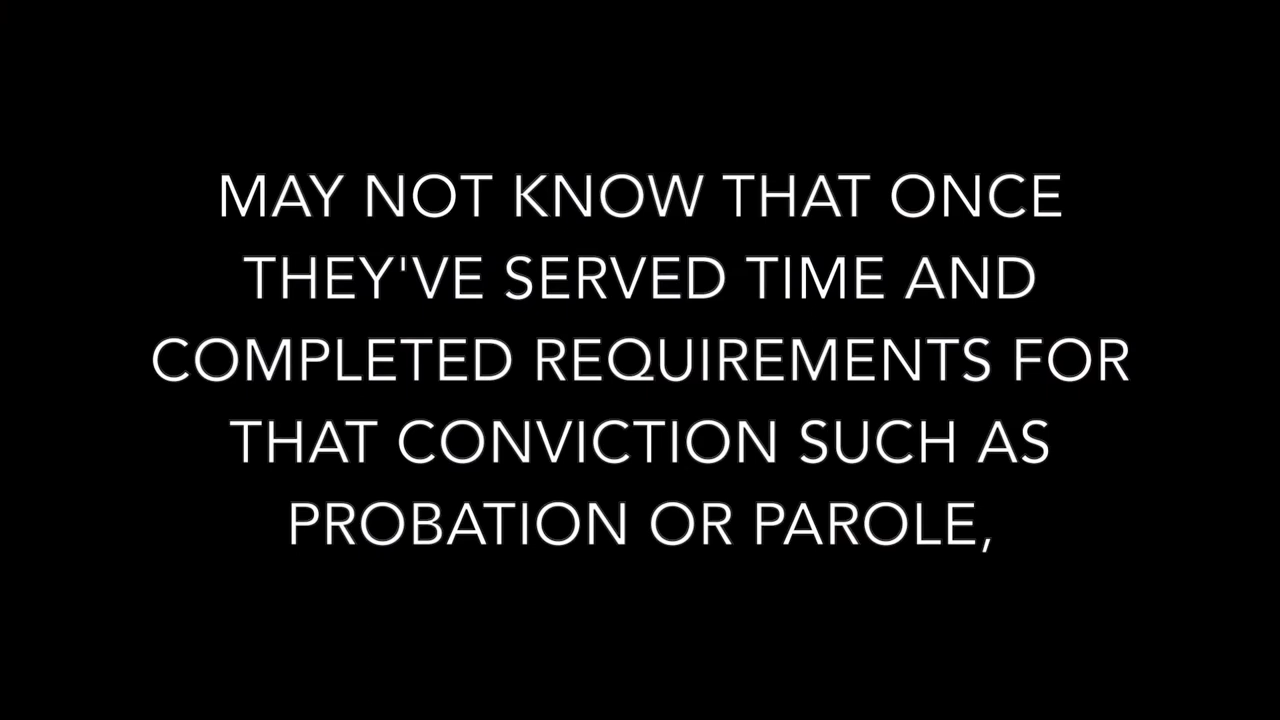 MAY NOT KNOW THAT ONCE
THEY'VE SERVED TIME AND
COMPLETED REQUIREMENTS FOR
THAT CONVICTION SUCH AS
PROBATION OR PAROLE,